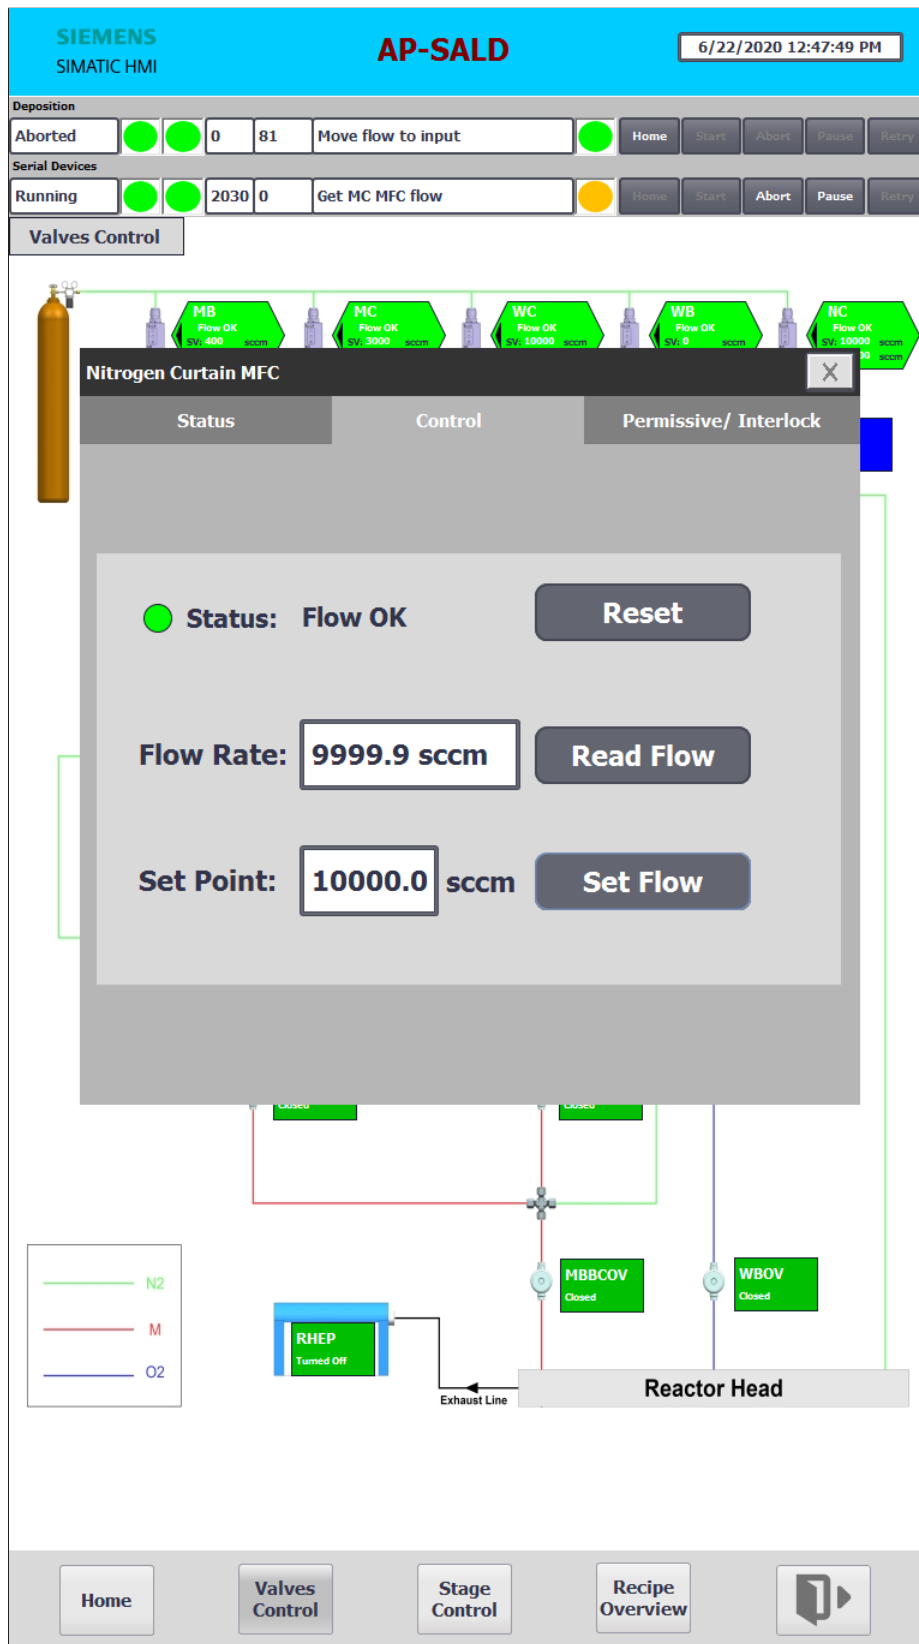 SIEMENS
SIMATIC HMI
AP-SALD
6/22/2020 12:47:49 PM
Deposition
Aborted 0 81 Move flow to input Home Start Abort Pause Retry
Serial Devices
Running 2030 0 Get MC MFC flow Home Start Abort Pause Retry
Valves Control
MB MC WC WB NC
Flow OK Flow OK Flow OK Flow OK Flow OK
SV: 400 sccm SV: 3000 sccm SV: 10000 sccm SV: 0 sccm SV: 10000 sccm
sccm
Nitrogen Curtain MFC X
Status Control Permissive/ Interlock
Status: Flow OK Reset
Flow Rate: 9999.9 sccm Read Flow
Set Point: 10000.0 sccm Set Flow
Closed Closed
MBBCOV
Closed
WBOV
Closed
N2
M
O2
RHEP
Turned Off
Exhaust Line
Reactor Head
Home Valves Control Stage Control Recipe Overview